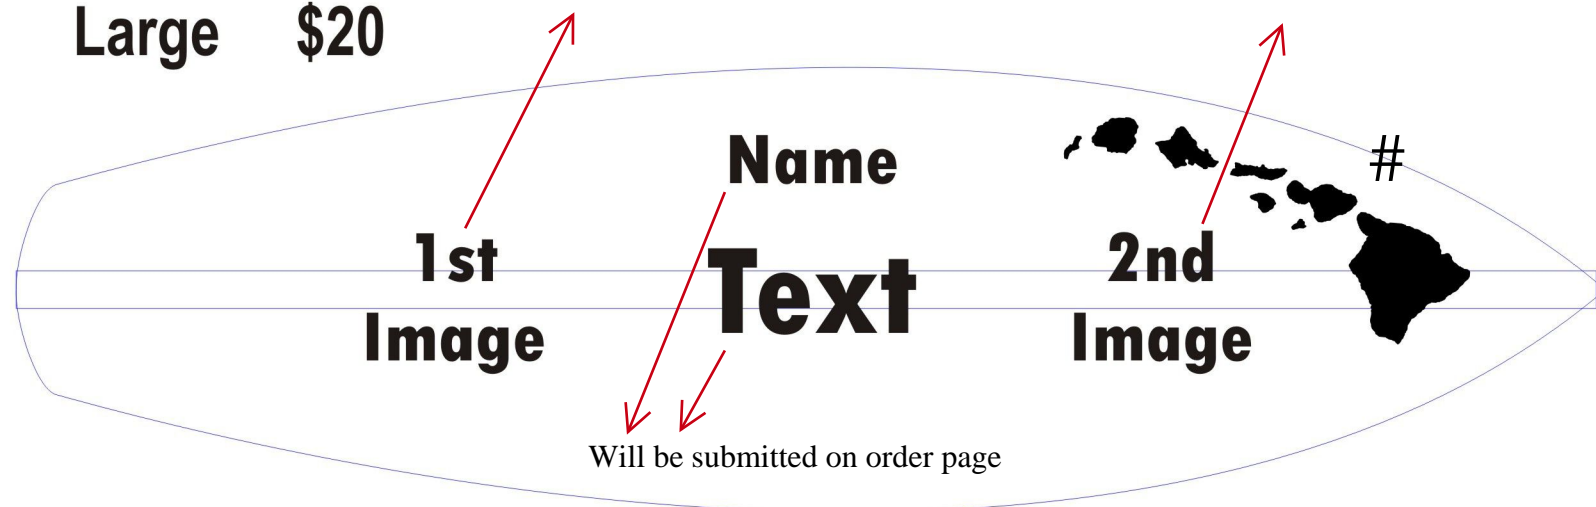 Large $20
#
Name
1st
Image
Text
2nd
Image
Will be submitted on order page